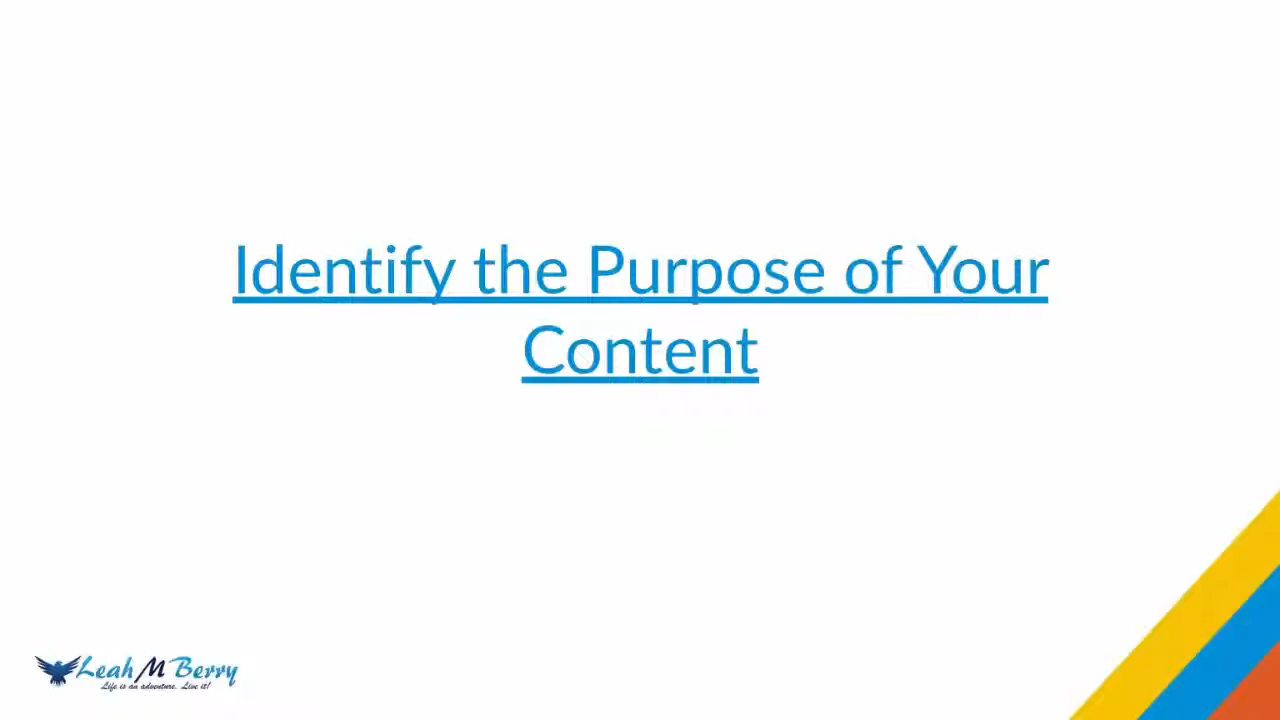 Identify the Purpose of Your
Content
Leah M Berry
Life is an adventure. Live it!